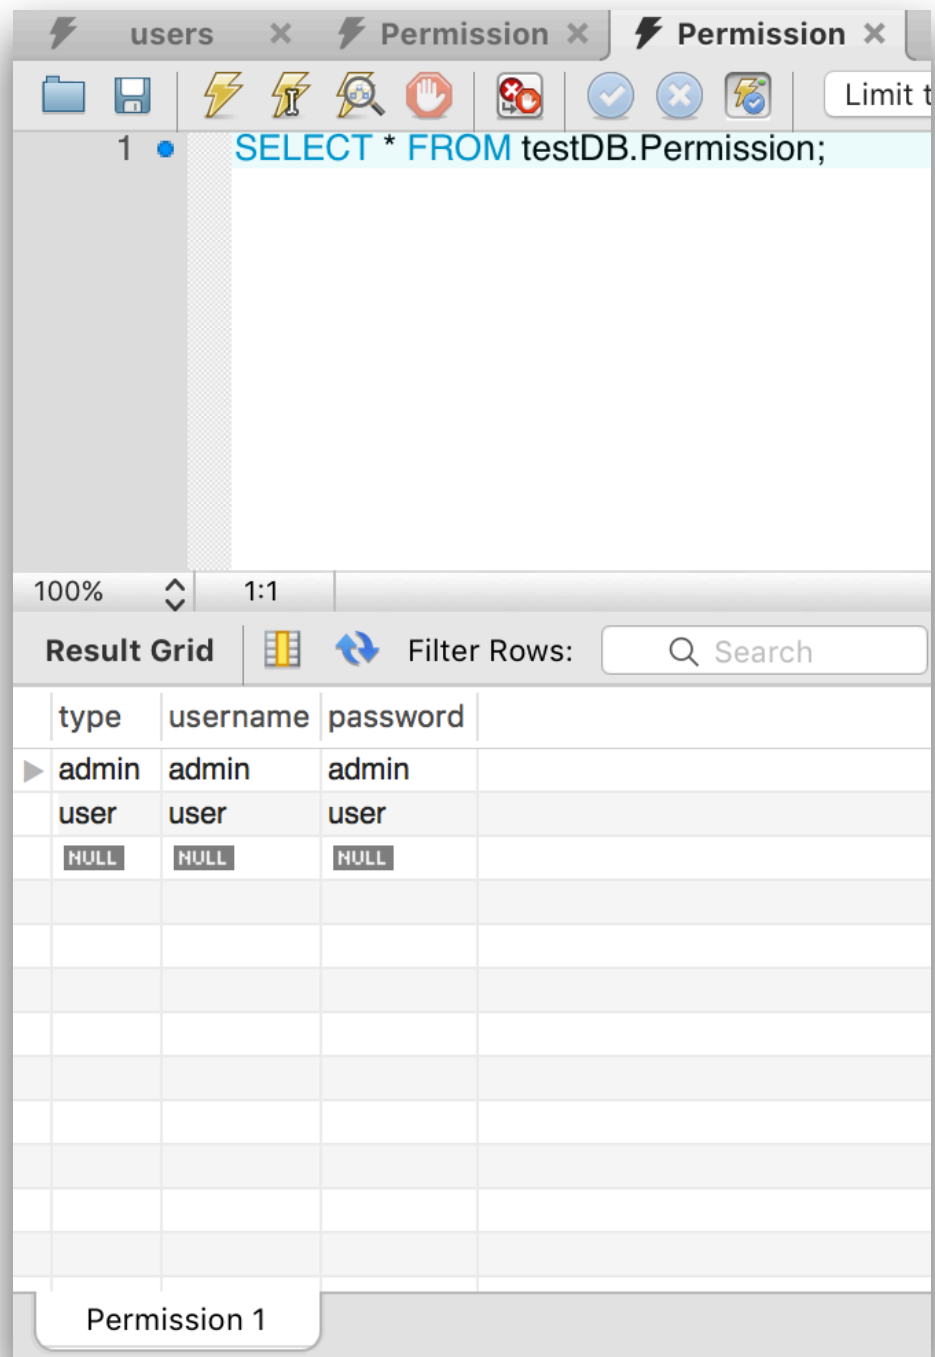 users Permission Permission
Limit t
1 SELECT * FROM testDB.Permission;
100% 1:1
Result Grid Filter Rows: Search
type username password
admin admin admin
user user user
NULL NULL NULL
Permission 1